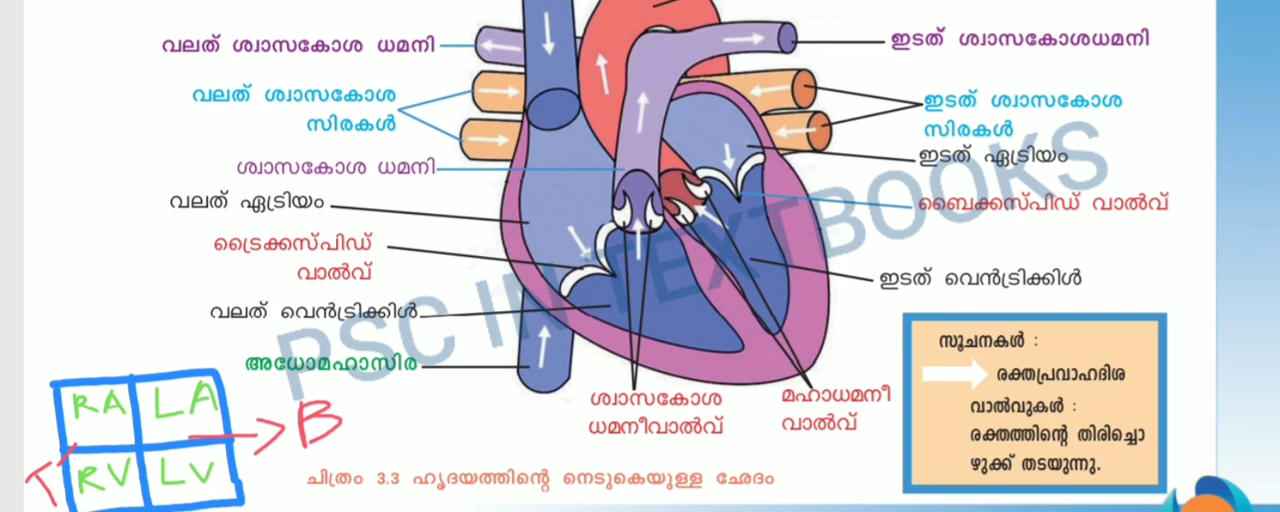 വലത് ശ്വാസകോശ ധമനി
ഇടത് ശ്വാസകോശധമനി
വലത് ശ്വാസകോശ
സിരകൾ
ഇടത് ശ്വാസകോശ
സിരകൾ
ശ്വാസകോശ ധമനി
ഇടത് ഏട്രിയം
വലത് ഏട്രിയം
ബൈക്കസ്പിഡ് വാൽവ്
ട്രൈക്കസ്പിഡ്
വാൽവ്
ഇടത് വെൻട്രിക്കിൾ
വലത് വെൻട്രിക്കിൾ
അധോമഹാസിര
ശ്വാസകോശ
ധമനീവാൽവ്
മഹാധമനീ
വാൽവ്
സൂചനകൾ :
രക്തപ്രവാഹദിശ
വാൽവുകൾ :
രക്തത്തിന്റെ തിരിച്ചൊ
ഴുക്ക് തടയുന്നു.
RA LA
B
T
RV LV
ചിത്രം 3.3 ഹൃദയത്തിന്റെ നെടുകെയുള്ള ഛേദം
PSC IN TEXTBOOKS